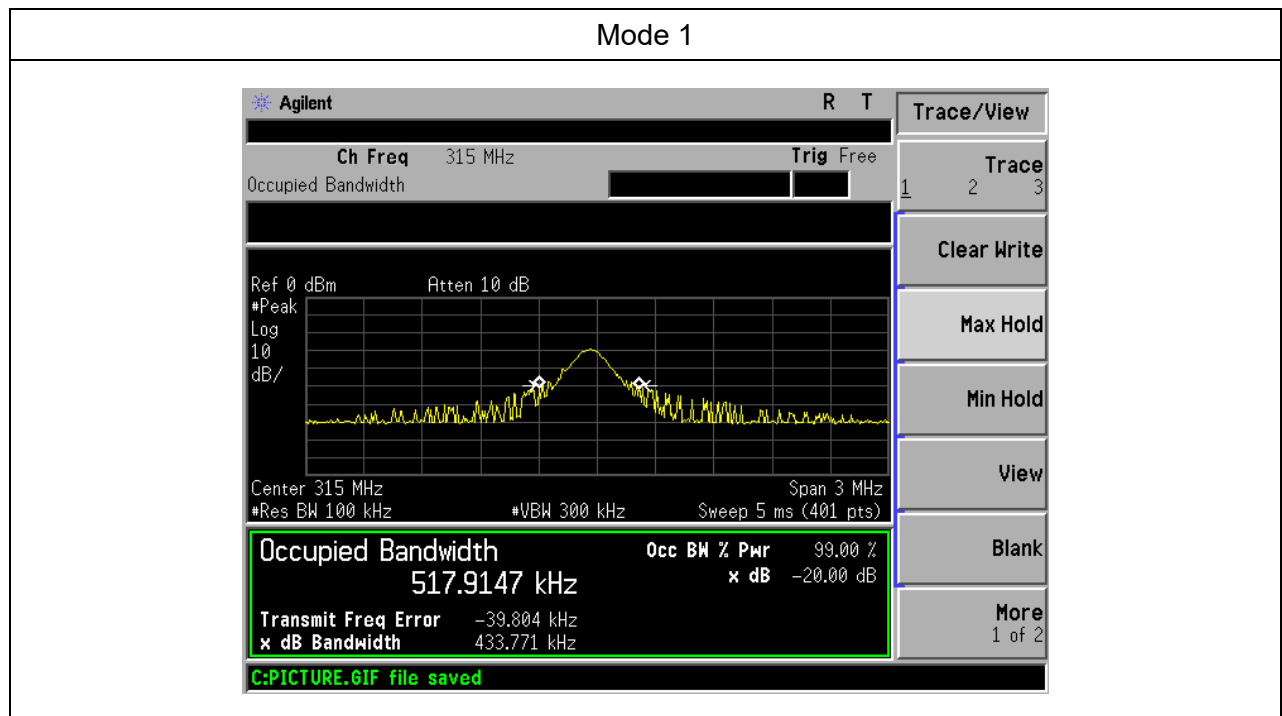 Mode 1
Agilent R T
Trace/View
Ch Freq 315 MHz Trig Free
Occupied Bandwidth
Trace
1 2 3
Clear Write
Ref 0 dBm Atten 10 dB
#Peak
Log
10
dB/
Max Hold
Min Hold
View
Center 315 MHz Span 3 MHz
#Res BW 100 kHz #VBW 300 kHz Sweep 5 ms (401 pts)
Occupied Bandwidth Occ BW % Pwr 99.00 %
517.9147 kHz x dB -20.00 dB
Blank
Transmit Freq Error -39.804 kHz
x dB Bandwidth 433.771 kHz
More
1 of 2
C:PICTURE.GIF file saved